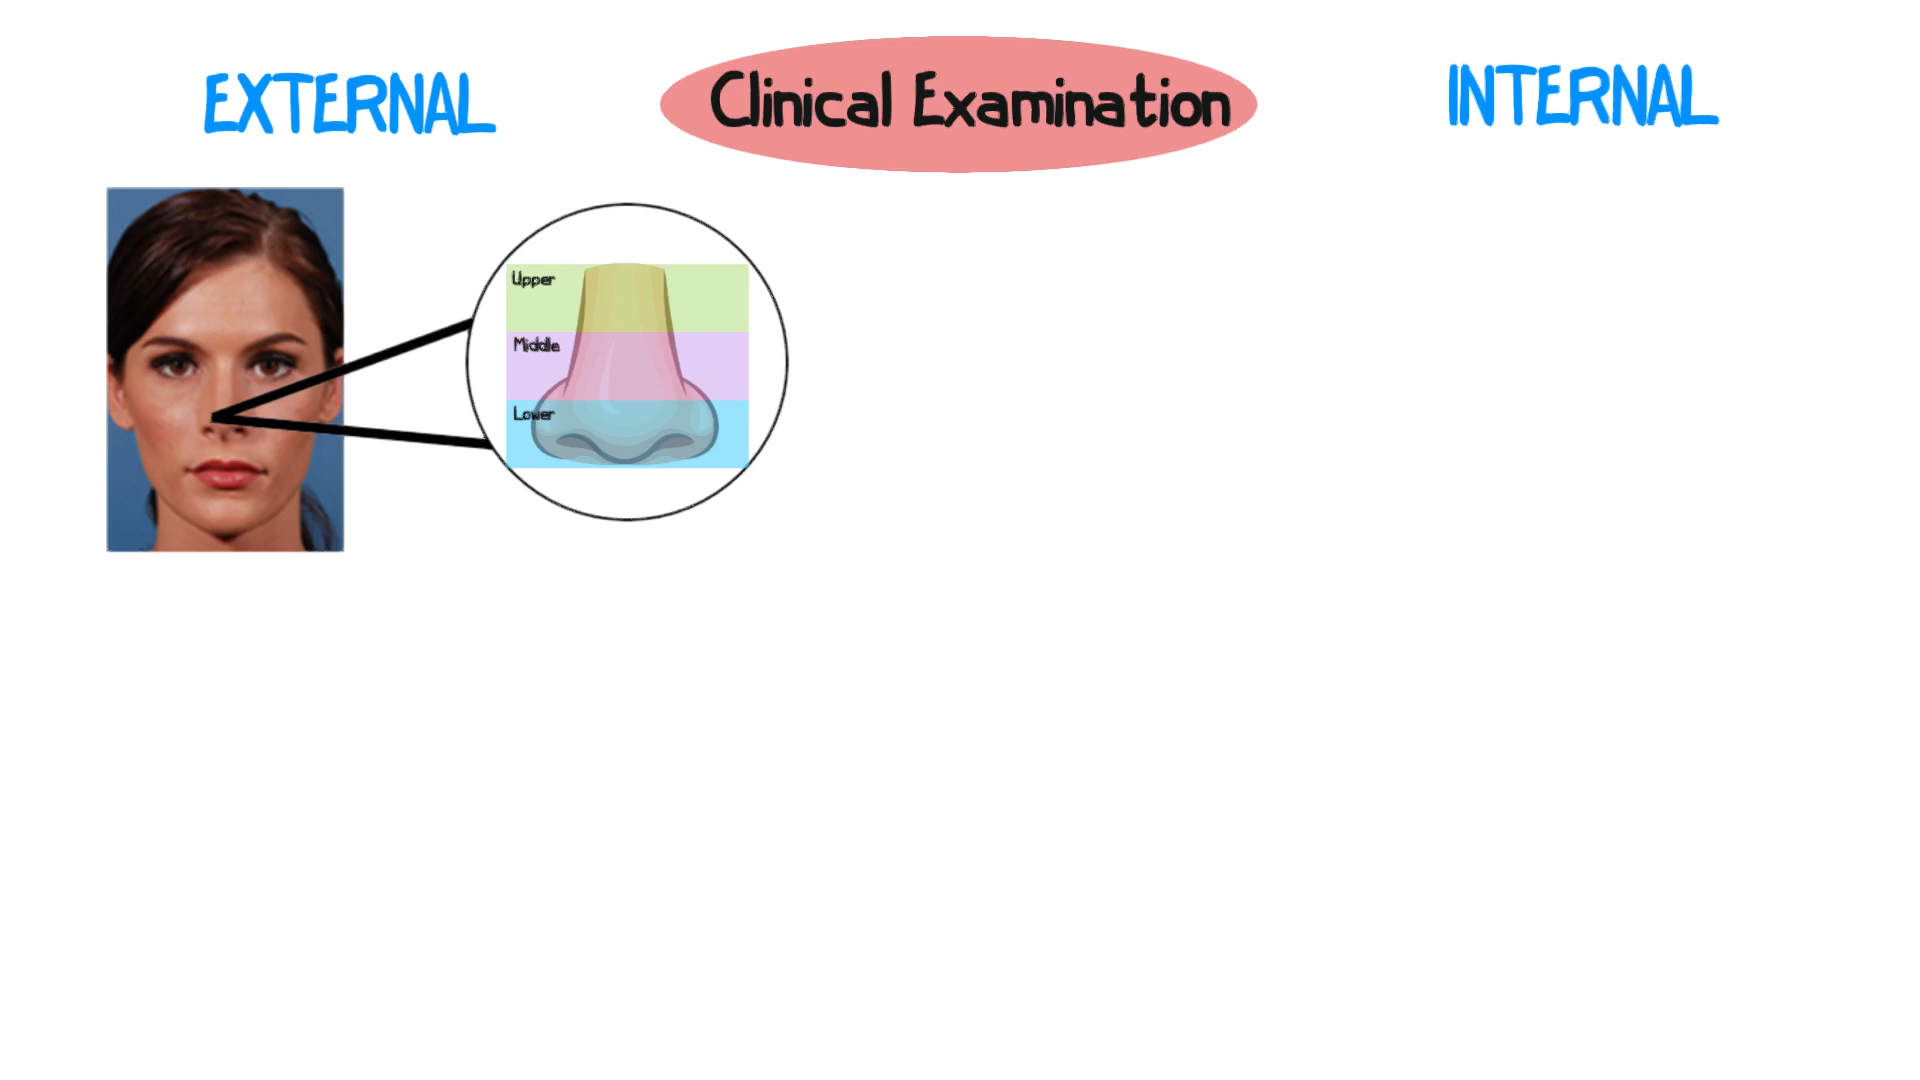 EXTERNAL
Clinical Examination
INTERNAL
Upper
Middle
Lower